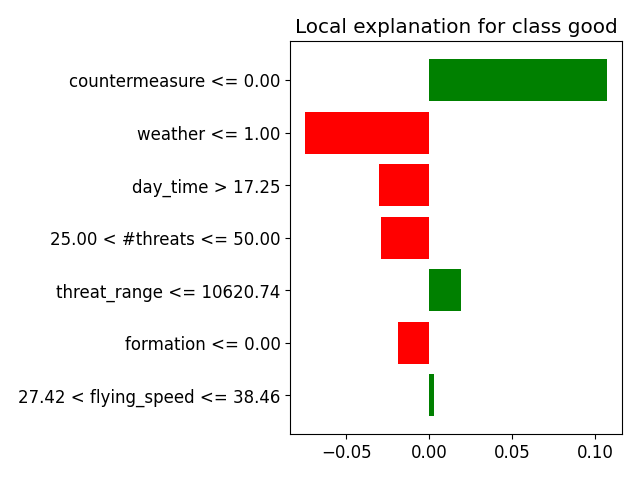 Local explanation for class good
countermeasure <= 0.00
weather <= 1.00
day_time > 17.25
25.00 < #threats <= 50.00
threat_range <= 10620.74
formation <= 0.00
27.42 < flying_speed <= 38.46
−0.05 0.00 0.05 0.10